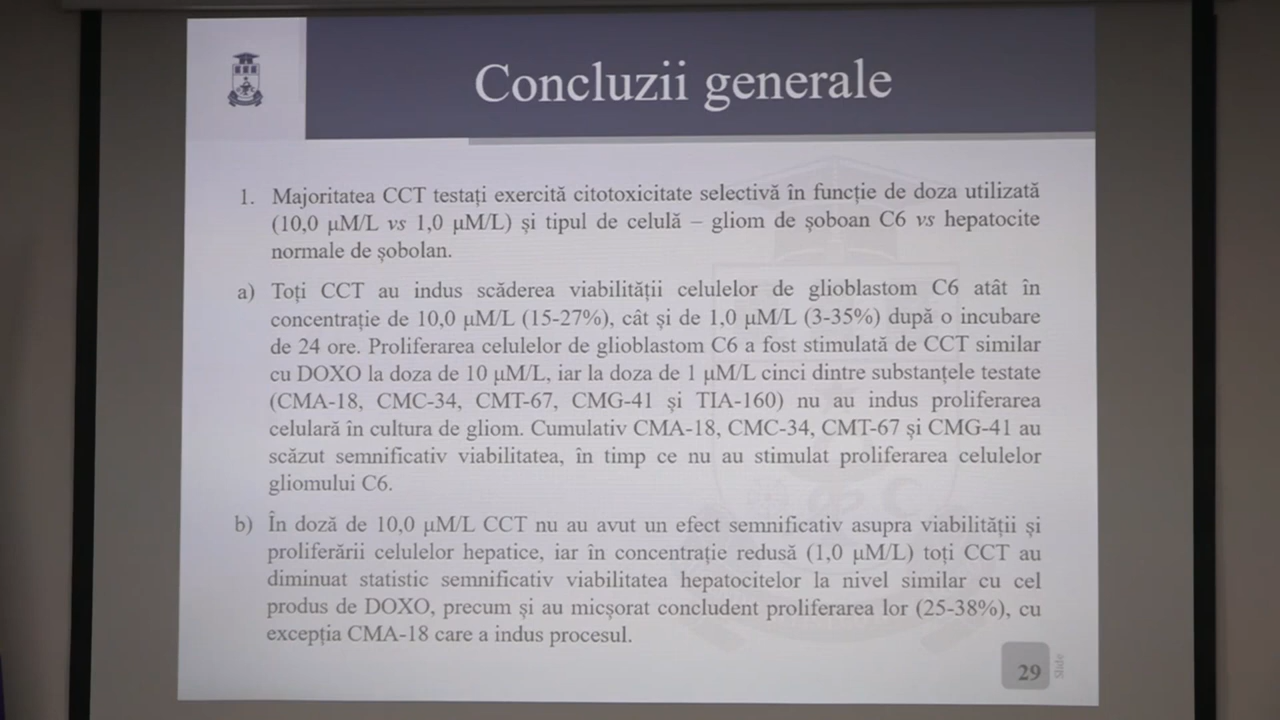 Concluzii generale
1. Majoritatea CCT testați exercită citotoxicitate selectivă în funcție de doza utilizată
(10,0 µM/L vs 1,0 µM/L) și tipul de celulă – gliom de șoboan C6 vs hepatocite
normale de șobolan.
a) Toți CCT au indus scăderea viabilității celulelor de glioblastom C6 atât în
concentrație de 10,0 µM/L (15-27%), cât și de 1,0 µM/L (3-35%) după o incubare
de 24 ore. Proliferarea celulelor de glioblastom C6 a fost stimulată de CCT similar
cu DOXO la doza de 10 µM/L, iar la doza de 1 µM/L cinci dintre substanțele testate
(CMA-18, CMC-34, CMT-67, CMG-41 și TIA-160) nu au indus proliferarea
celulară în cultura de gliom. Cumulativ CMA-18, CMC-34, CMT-67 și CMG-41 au
scăzut semnificativ viabilitatea, în timp ce nu au stimulat proliferarea celulelor
gliomului C6.
b) În doză de 10,0 µM/L CCT nu au avut un efect semnificativ asupra viabilității și
proliferării celulelor hepatice, iar în concentrație redusă (1,0 µM/L) toți CCT au
diminuat statistic semnificativ viabilitatea hepatocitelor la nivel similar cu cel
produs de DOXO, precum și au micșorat concludent proliferarea lor (25-38%), cu
excepția CMA-18 care a indus procesul.
29
Slide